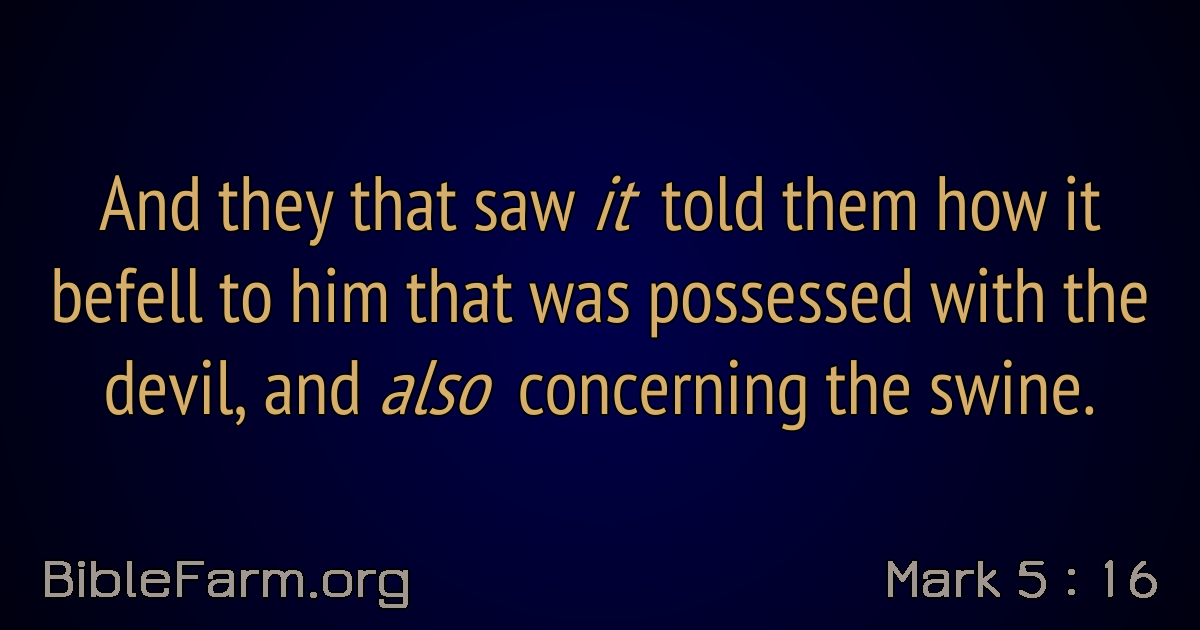 And they that saw it told them how it
befell to him that was possessed with the
devil, and also concerning the swine.
BibleFarm.org
Mark 5 : 16